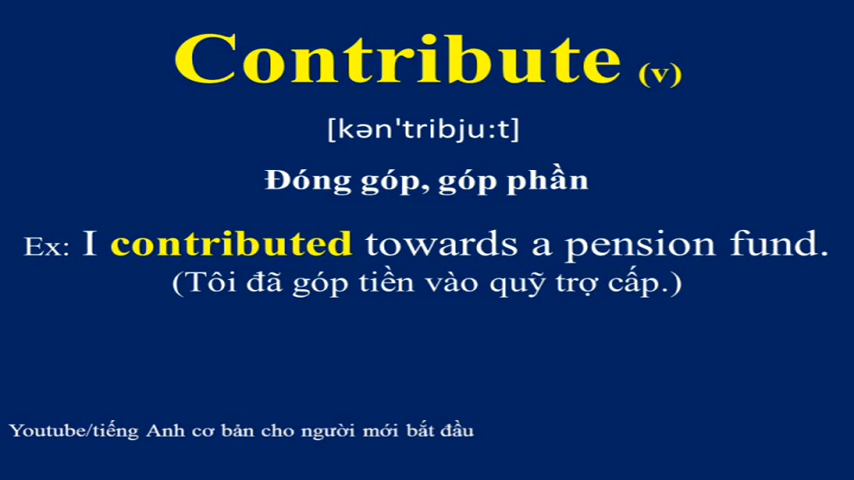 Contribute (v)
[kən'tribju:t]
Đóng góp, góp phần
Ex: I contributed towards a pension fund.
(Tôi đã góp tiền vào quỹ trợ cấp.)
Youtube/tiếng Anh cơ bản cho người mới bắt đầu